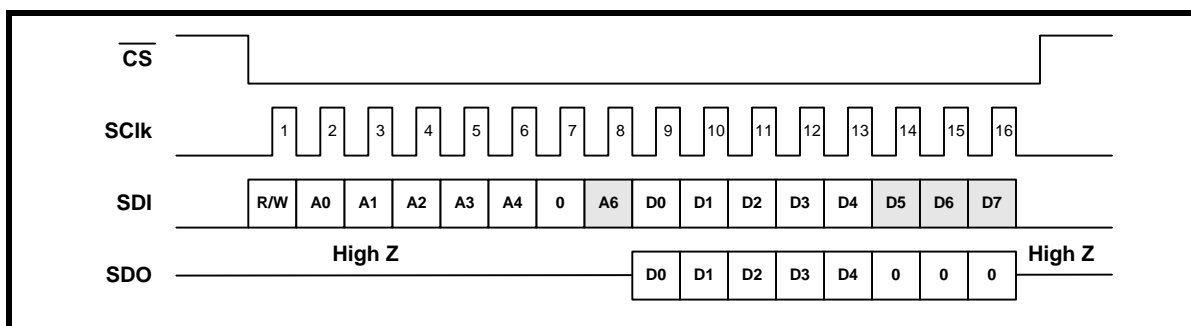 CS
SClk
1 2 3 4 5 6 7 8 9 10 11 12 13 14 15 16
SDI
R/W A0 A1 A2 A3 A4 0 A6 D0 D1 D2 D3 D4 D5 D6 D7
High Z
High Z
SDO
D0 D1 D2 D3 D4 0 0 0